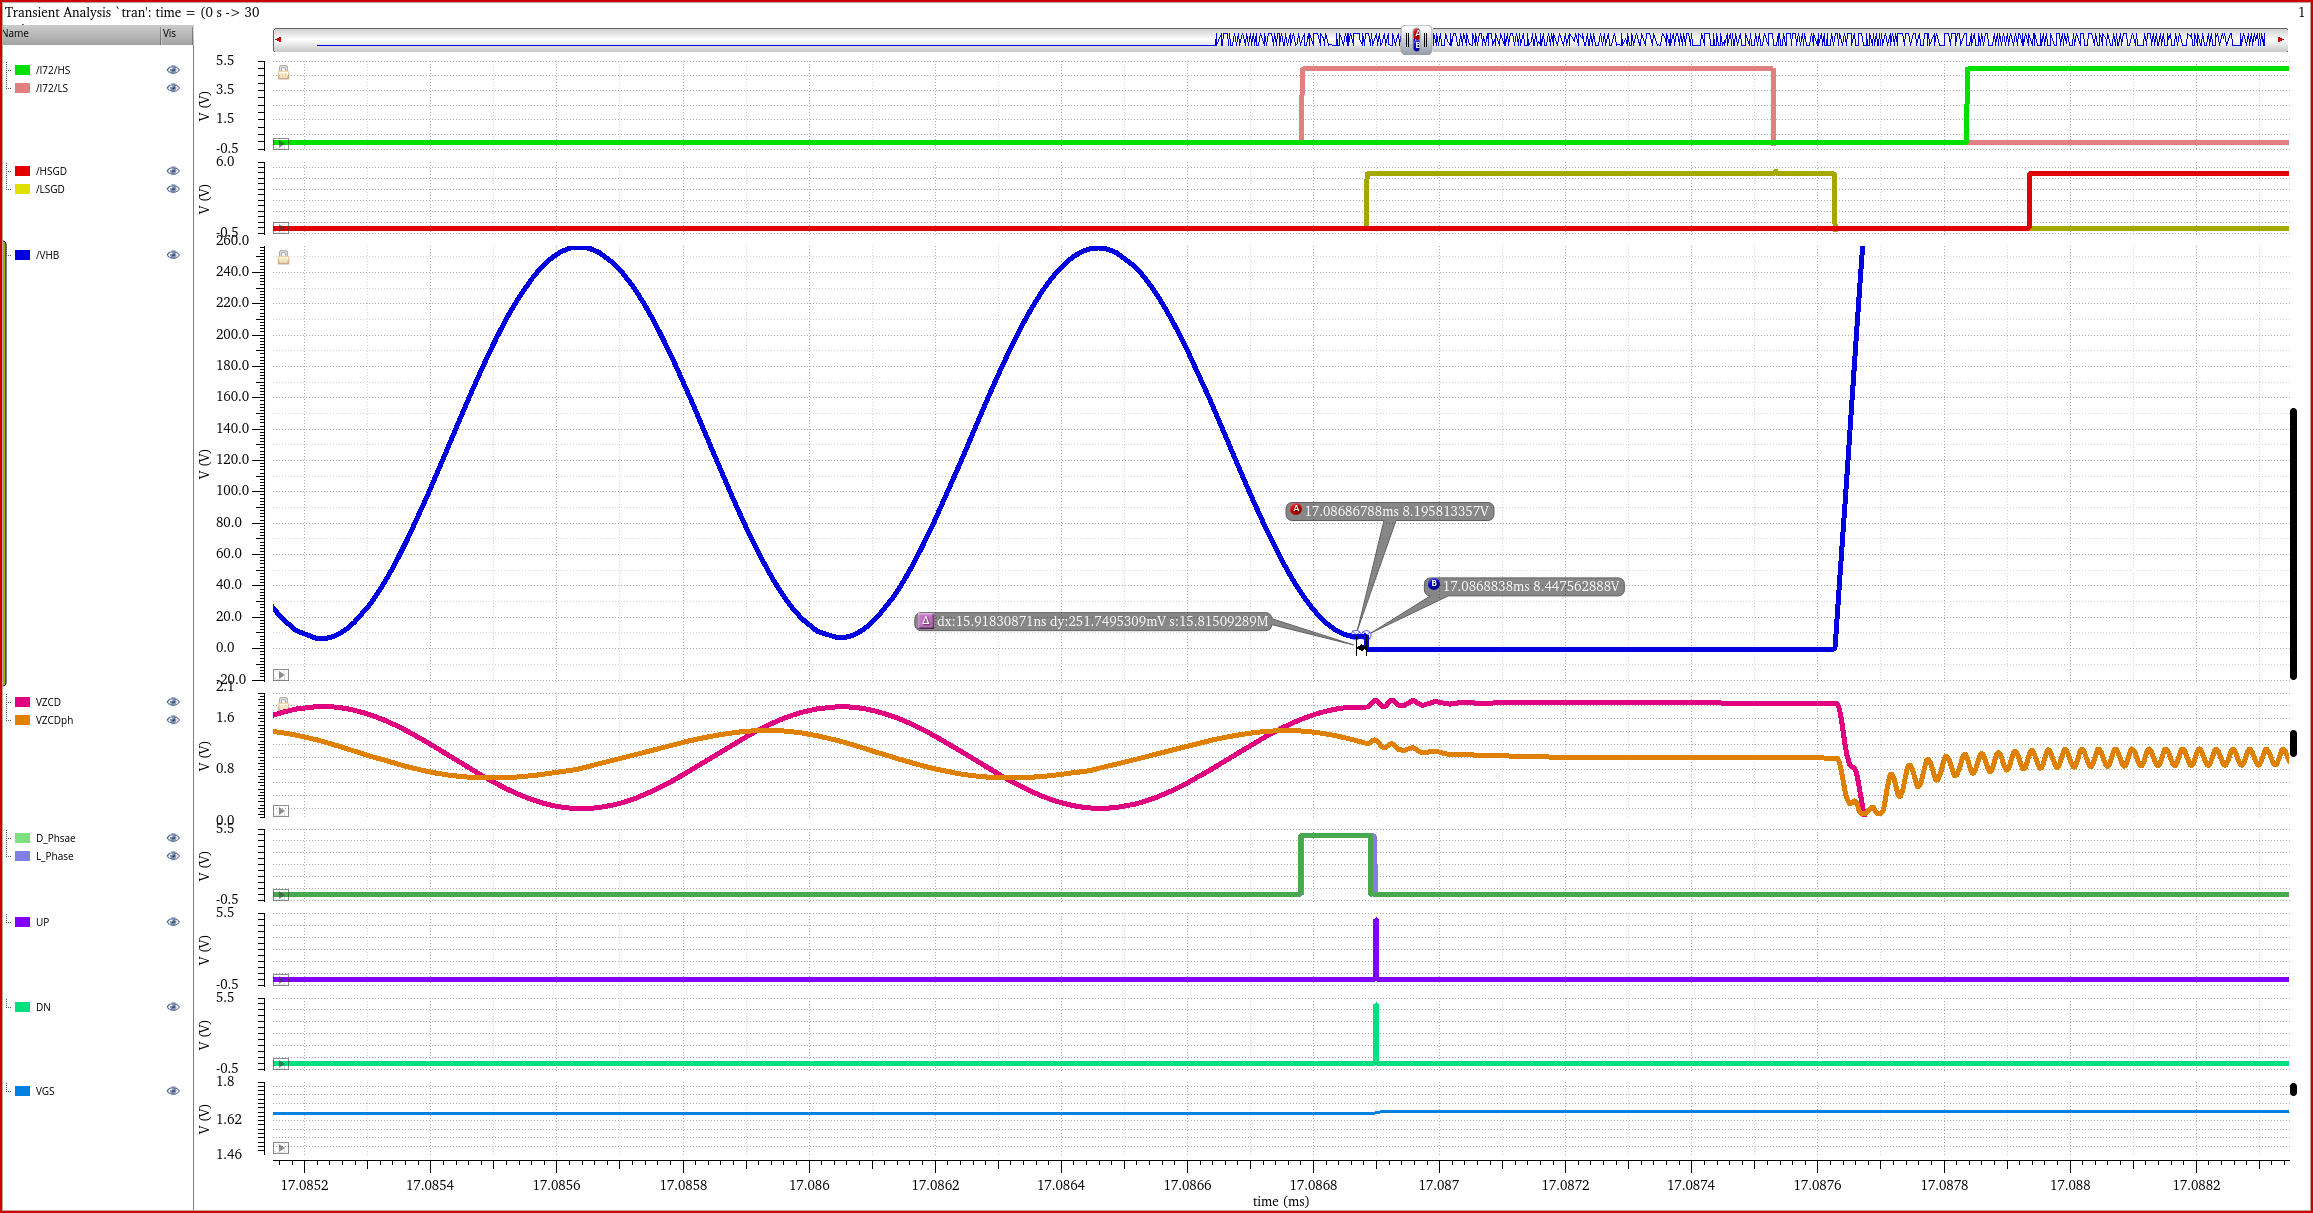 Transient Analysis `tran': time = (0 s -> 30
1
Name Vis
/I72/HS
/I72/LS
5.5
3.5
1.5
-0.5
V (V)
/HSGD
/LSGD
6.0
-0.5
V (V)
/VHB
260.0
240.0
220.0
200.0
180.0
160.0
140.0
120.0
100.0
80.0
60.0
40.0
20.0
0.0
-20.0
V (V)
A 17.08686788ms 8.195813357V
B 17.0868838ms 8.447562888V
Δ dx:15.91830871ns dy:251.7495309mV s:15.81509289M
VZCD
VZCDph
2.1
1.6
0.8
0.0
V (V)
D_Phsae
L_Phase
5.5
-0.5
V (V)
UP
5.5
-0.5
V (V)
DN
5.5
-0.5
V (V)
VGS
1.8
1.62
1.46
V (V)
17.0852 17.0854 17.0856 17.0858 17.086 17.0862 17.0864 17.0866 17.0868 17.087 17.0872 17.0874 17.0876 17.0878 17.088 17.0882
time (ms)